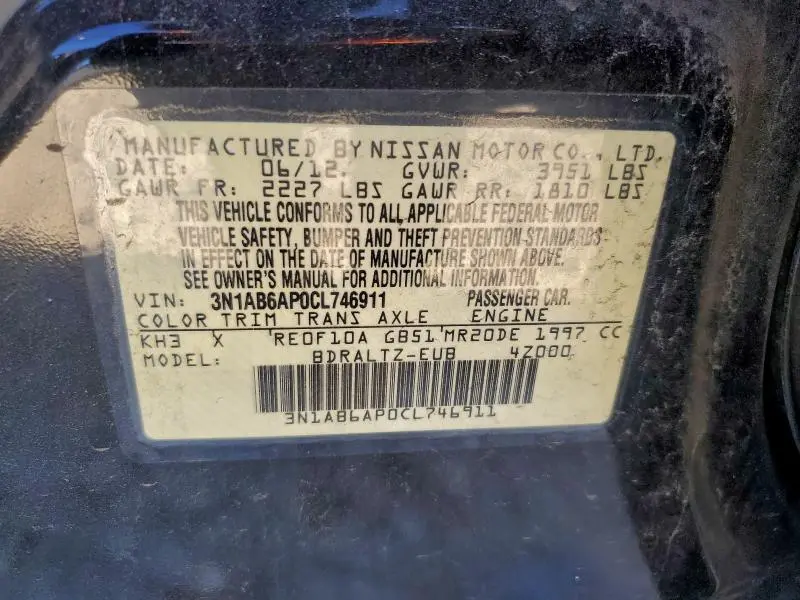 MANUFACTURED BY NISSAN MOTOR CO., LTD.
DATE: 06/12. GVWR: 3951 LBS
GAWR FR: 2227 LBS GAWR RR: 1810 LBS
THIS VEHICLE CONFORMS TO ALL APPLICABLE FEDERAL MOTOR
VEHICLE SAFETY, BUMPER AND THEFT PREVENTION STANDARDS
IN EFFECT ON THE DATE OF MANUFACTURE SHOWN ABOVE.
SEE OWNER'S MANUAL FOR ADDITIONAL INFORMATION.
VIN: 3N1AB6AP0CL746911 PASSENGER CAR.
COLOR TRIM TRANS AXLE ENGINE
KH3 X RE0F10A GB51 MR20DE 1997 CC
MODEL: BDRALTZ-EUB 4Z000
3N1AB6AP0CL746911